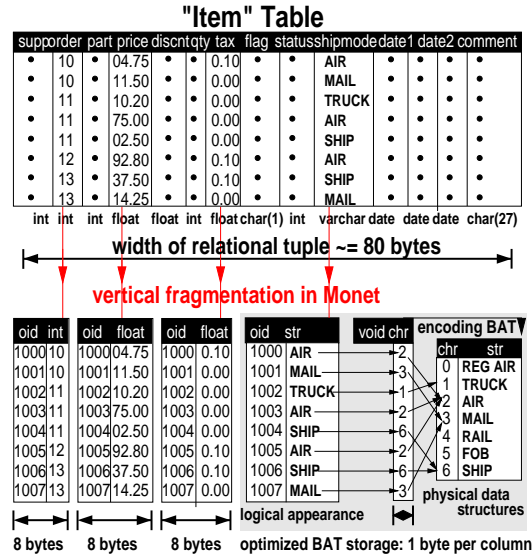 "Item" Table
supp order part price discnt qty tax flag status shipmode date1 date2 comment
• 10 • 04.75 • • 0.10 • • AIR • • •
• 10 • 11.50 • • 0.00 • • MAIL • • •
• 11 • 10.20 • • 0.00 • • TRUCK • • •
• 11 • 75.00 • • 0.00 • • AIR • • •
• 11 • 02.50 • • 0.00 • • SHIP • • •
• 12 • 92.80 • • 0.10 • • AIR • • •
• 13 • 37.50 • • 0.10 • • SHIP • • •
• 13 • 14.25 • • 0.00 • • MAIL • • •
int int int float float int float char(1) int varchar date date date char(27)
width of relational tuple ~= 80 bytes
vertical fragmentation in Monet
oid int
1000 10
1001 10
1002 11
1003 11
1004 11
1005 12
1006 13
1007 13
8 bytes
oid float
1000 04.75
1001 11.50
1002 10.20
1003 75.00
1004 02.50
1005 92.80
1006 37.50
1007 14.25
8 bytes
oid float
1000 0.10
1001 0.00
1002 0.00
1003 0.00
1004 0.00
1005 0.10
1006 0.10
1007 0.00
8 bytes
oid str
1000 AIR
1001 MAIL
1002 TRUCK
1003 AIR
1004 SHIP
1005 AIR
1006 SHIP
1007 MAIL
logical appearance
void chr
2
3
1
2
6
2
6
3
encoding BAT
chr str
0 REG AIR
1 TRUCK
2 AIR
3 MAIL
4 RAIL
5 FOB
6 SHIP
physical data
structures
optimized BAT storage: 1 byte per column